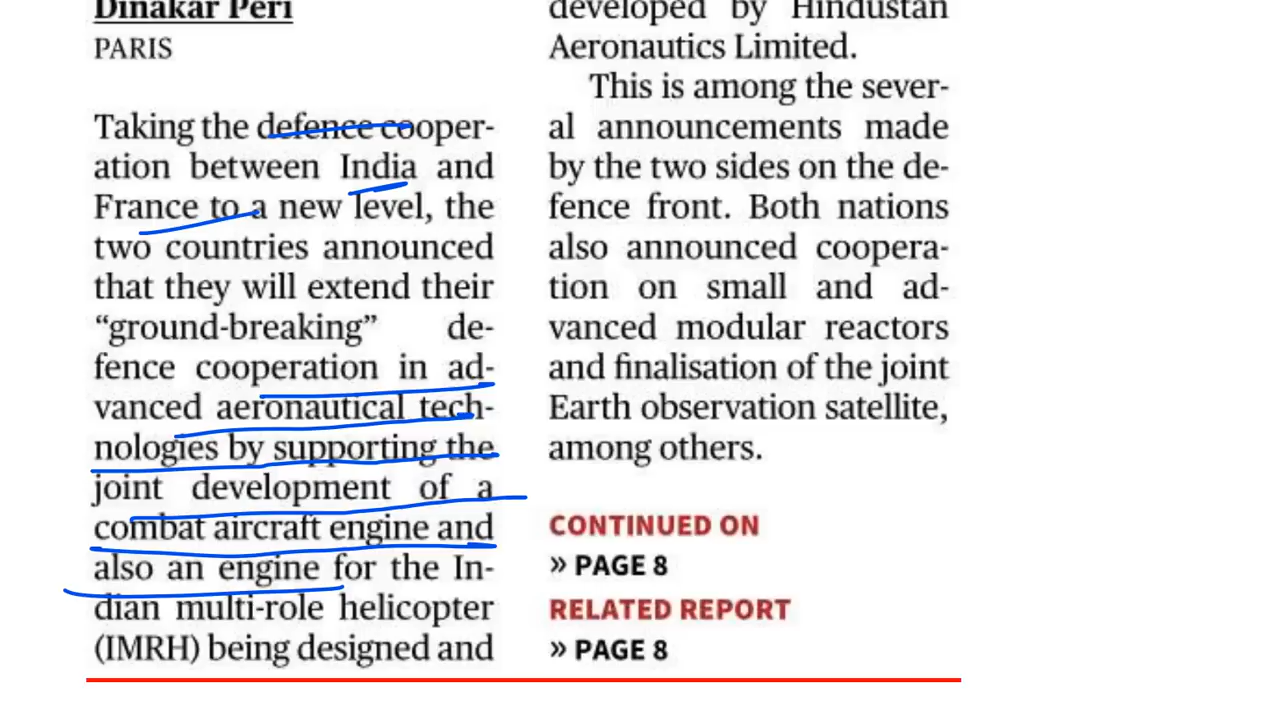 Dinakar Peri
PARIS
Taking the defence cooper-
ation between India and
France to a new level, the
two countries announced
that they will extend their
“ground-breaking” de-
fence cooperation in ad-
vanced aeronautical tech-
nologies by supporting the
joint development of a
combat aircraft engine and
also an engine for the In-
dian multi-role helicopter
(IMRH) being designed and
developed by Hindustan
Aeronautics Limited.
This is among the sever-
al announcements made
by the two sides on the de-
fence front. Both nations
also announced coopera-
tion on small and ad-
vanced modular reactors
and finalisation of the joint
Earth observation satellite,
among others.
CONTINUED ON
» PAGE 8
RELATED REPORT
» PAGE 8